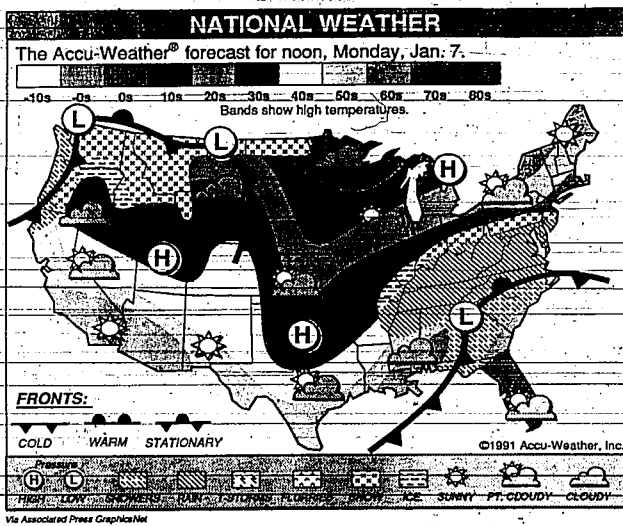 NATIONAL WEATHER
The Accu-Weather® forecast for noon, Monday, Jan. 7.
-10s -0s 0s 10s 20s 30s 40s 50s 60s 70s 80s
Bands show high temperatures.
L
L
H
H
H
L
FRONTS:
COLD WARM STATIONARY
©1991 Accu-Weather, Inc.
Pressure
H L
HIGH LOW SHOWERS RAIN T-STORMS FLURRIES SNOW ICE SUNNY PT. CLOUDY CLOUDY
Via Associated Press GraphicsNet